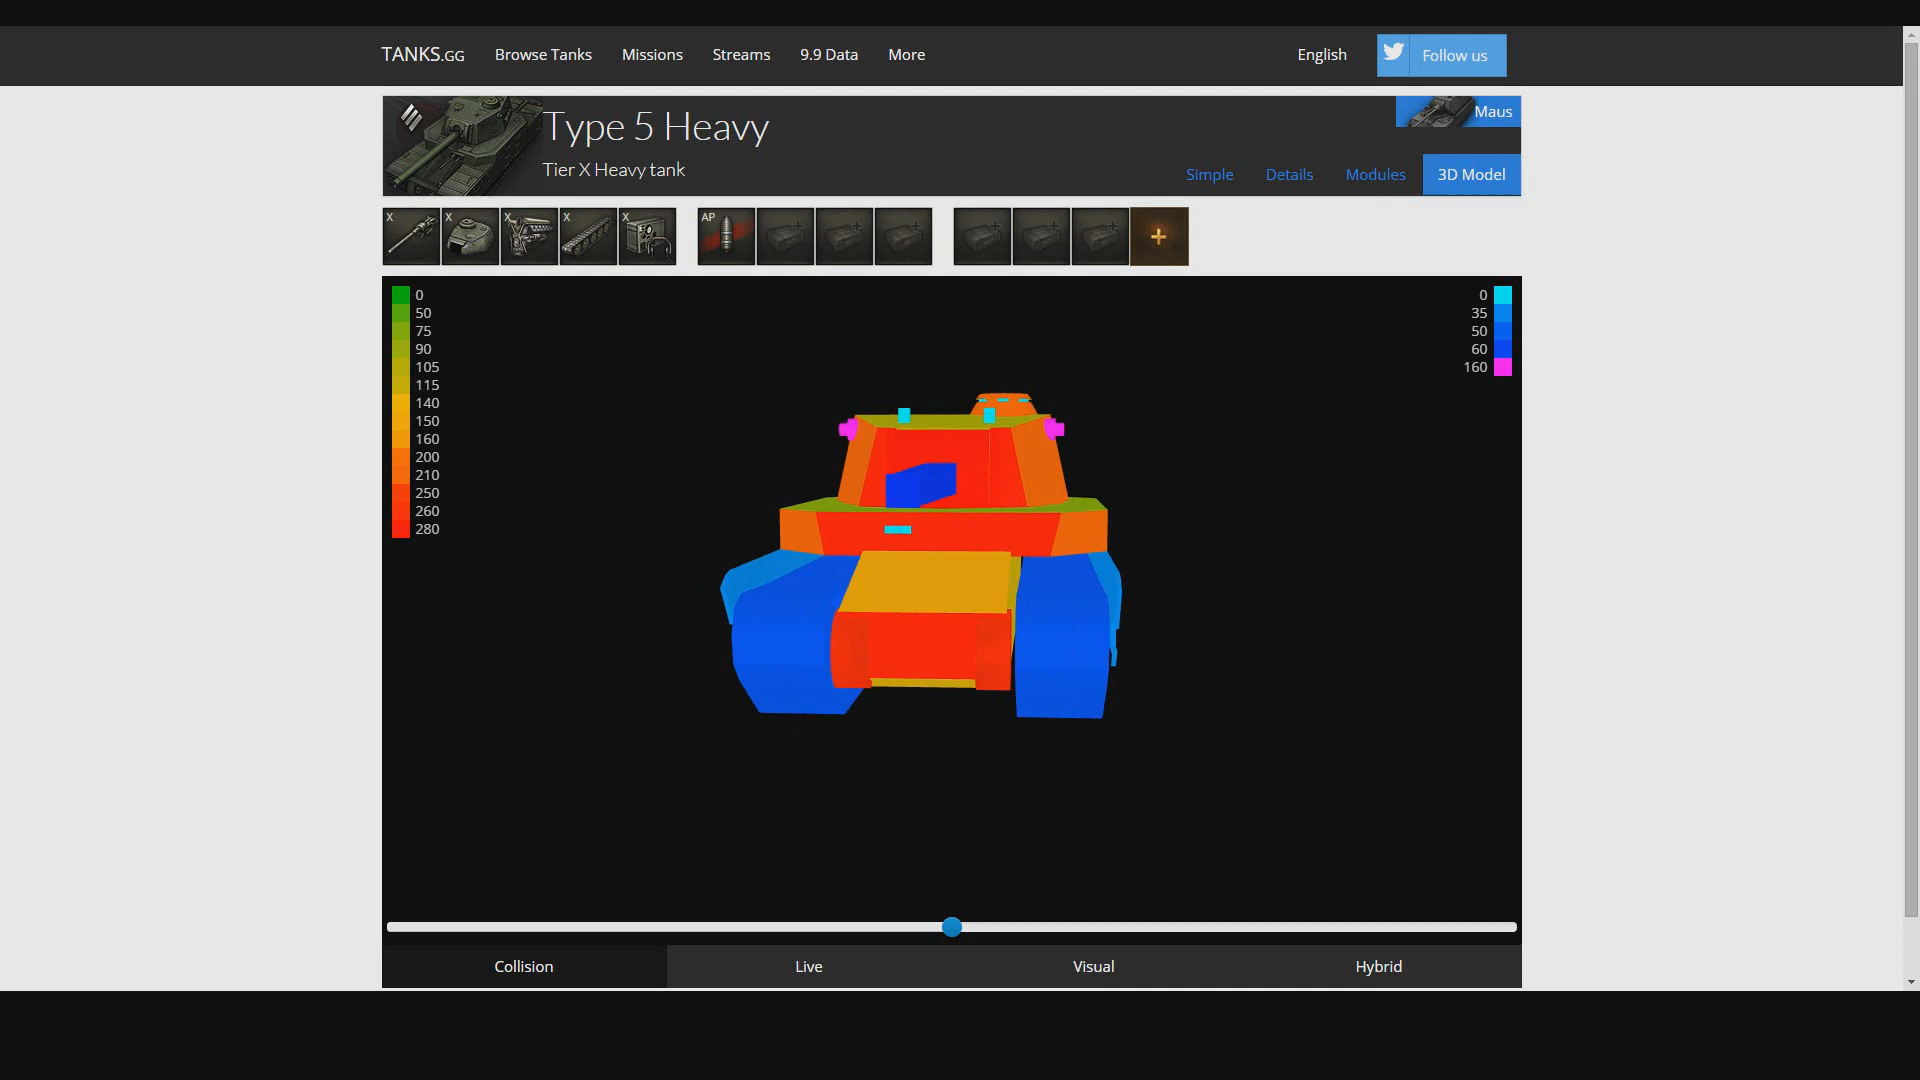 TANKS.GG Browse Tanks Missions Streams 9.9 Data More English Follow us
Type 5 Heavy
Maus
Tier X Heavy tank
Simple Details Modules 3D Model
X X X X X AP
0
50
75
90
105
115
140
150
160
200
210
250
260
280
0
35
50
60
160
Collision Live Visual Hybrid